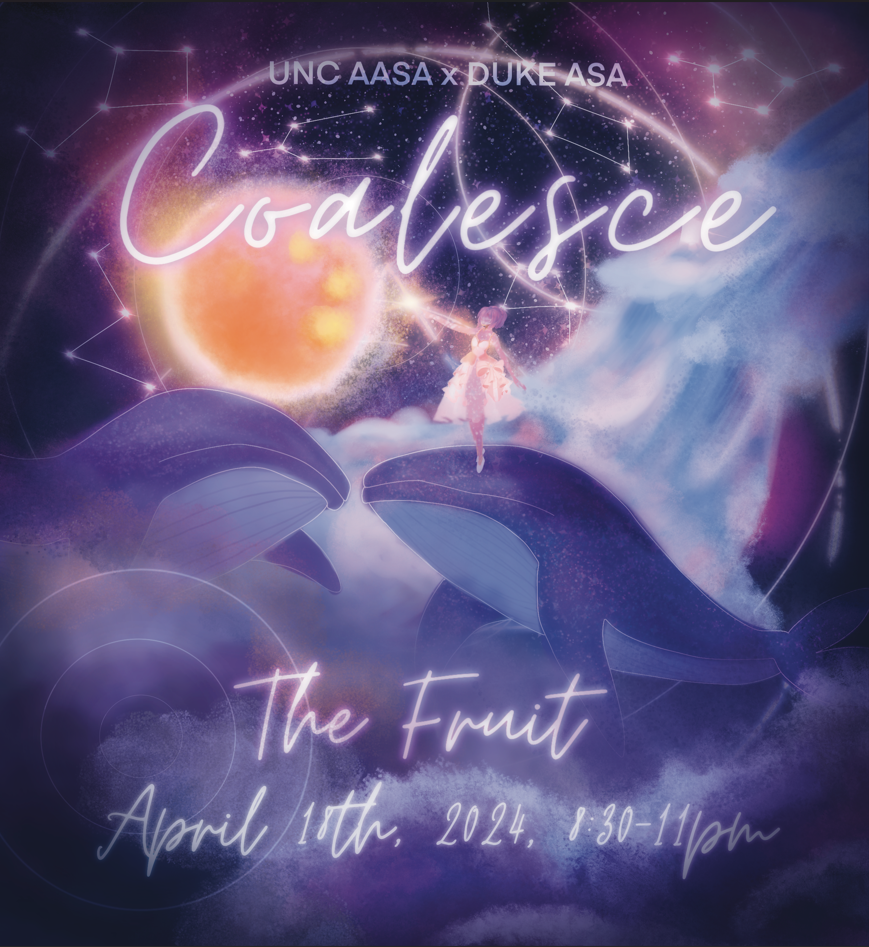 UNC AASA x DUKE ASA
Coalesce
The Fruit
April 18th, 2024, 8:30-11pm